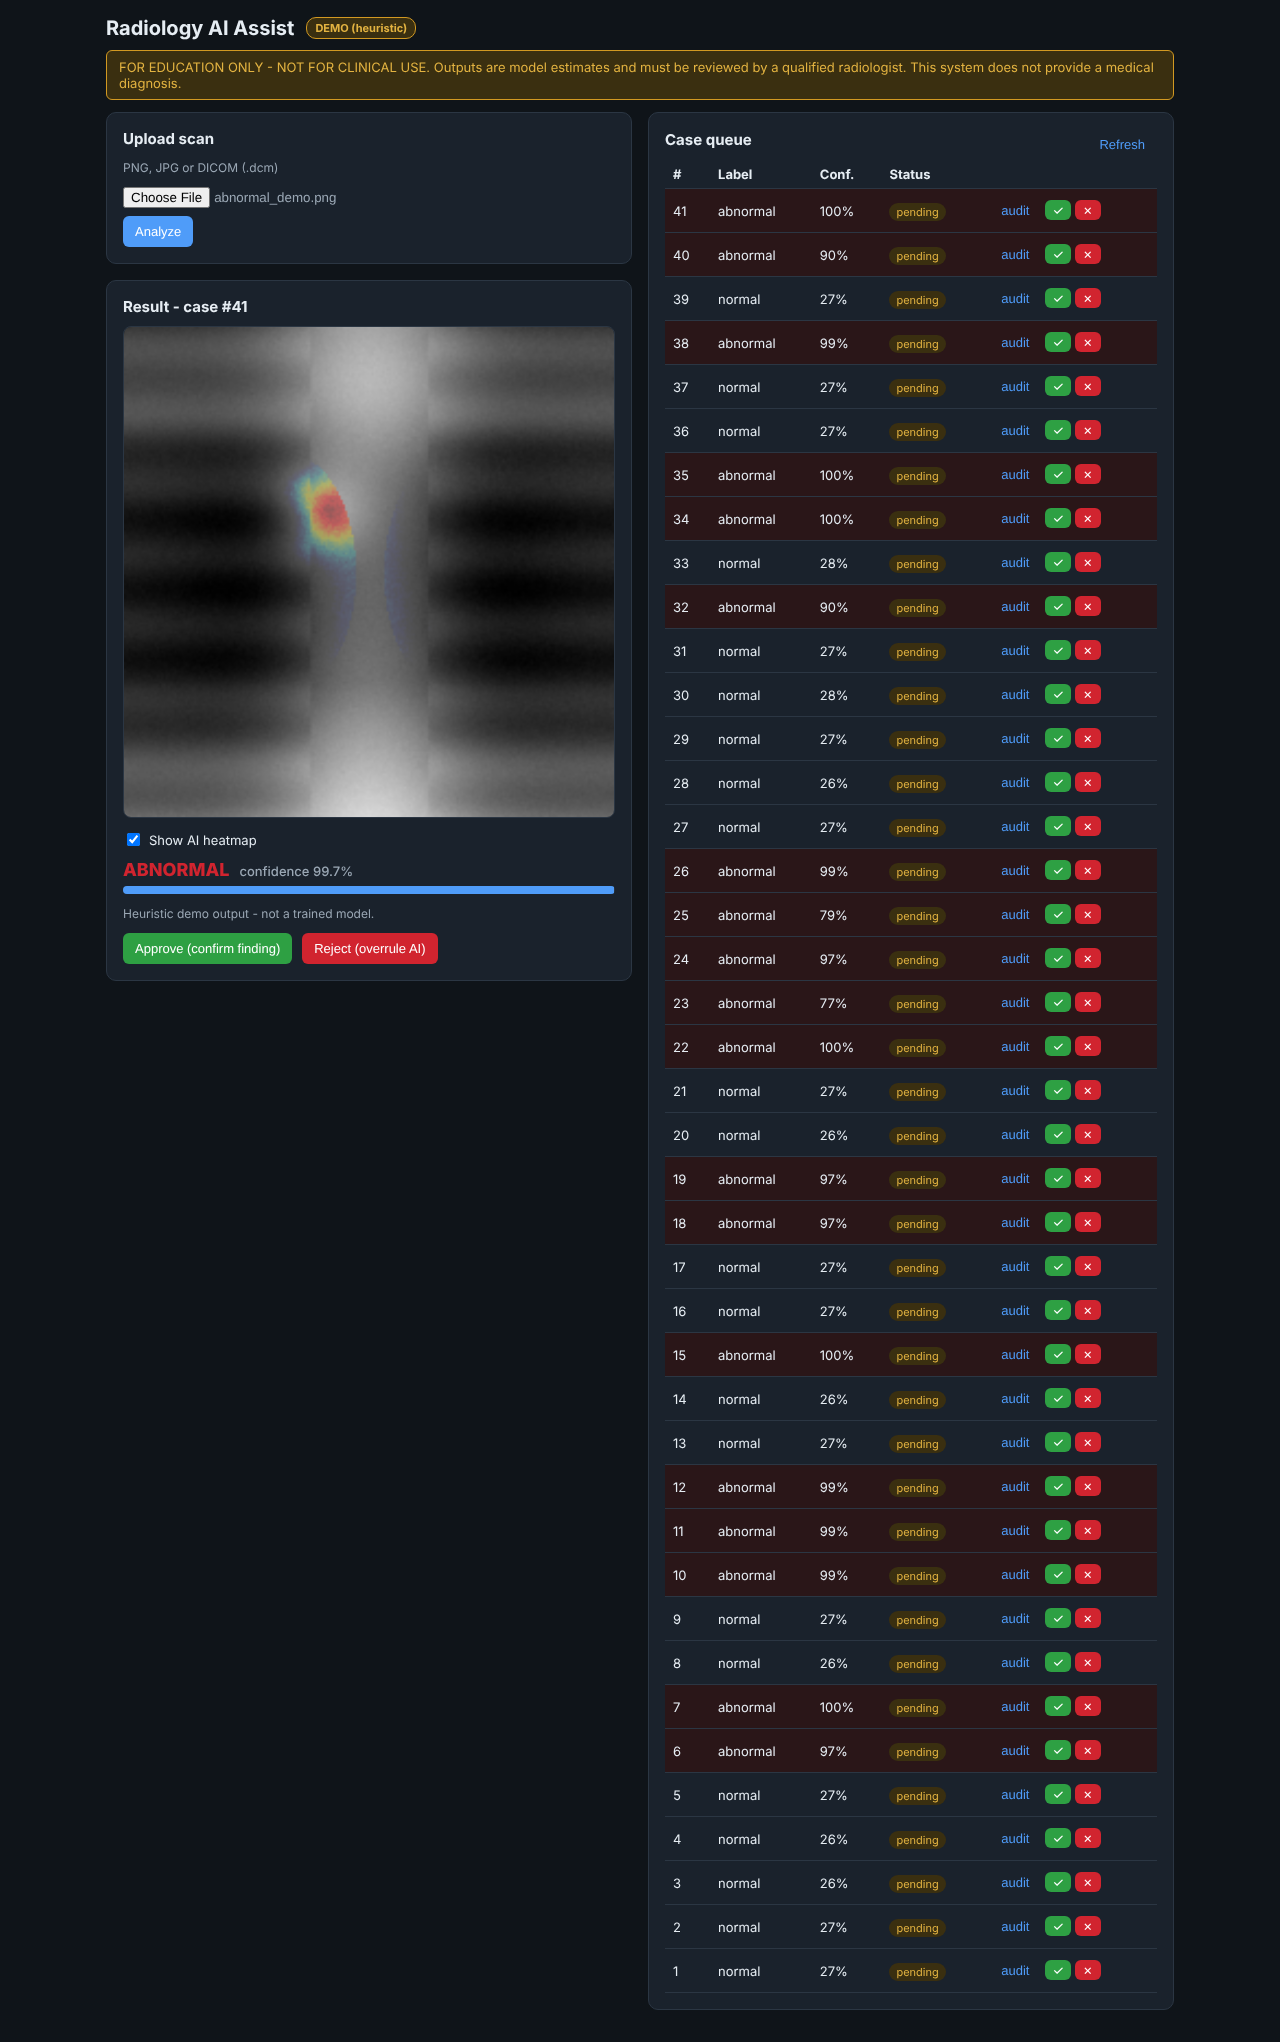 Radiology AI Assist DEMO (heuristic)
FOR EDUCATION ONLY - NOT FOR CLINICAL USE. Outputs are model estimates and must be reviewed by a qualified radiologist. This system does not provide a medical
diagnosis.
Upload scan
PNG, JPG or DICOM (.dcm)
Choose File abnormal_demo.png
Analyze
Result - case #41
Show AI heatmap
ABNORMAL confidence 99.7%
Heuristic demo output - not a trained model.
Approve (confirm finding) Reject (overrule AI)
Case queue Refresh
# Label Conf. Status
41 abnormal 100% pending audit ✓ ✕
40 abnormal 90% pending audit ✓ ✕
39 normal 27% pending audit ✓ ✕
38 abnormal 99% pending audit ✓ ✕
37 normal 27% pending audit ✓ ✕
36 normal 27% pending audit ✓ ✕
35 abnormal 100% pending audit ✓ ✕
34 abnormal 100% pending audit ✓ ✕
33 normal 28% pending audit ✓ ✕
32 abnormal 90% pending audit ✓ ✕
31 normal 27% pending audit ✓ ✕
30 normal 28% pending audit ✓ ✕
29 normal 27% pending audit ✓ ✕
28 normal 26% pending audit ✓ ✕
27 normal 27% pending audit ✓ ✕
26 abnormal 99% pending audit ✓ ✕
25 abnormal 79% pending audit ✓ ✕
24 abnormal 97% pending audit ✓ ✕
23 abnormal 77% pending audit ✓ ✕
22 abnormal 100% pending audit ✓ ✕
21 normal 27% pending audit ✓ ✕
20 normal 26% pending audit ✓ ✕
19 abnormal 97% pending audit ✓ ✕
18 abnormal 97% pending audit ✓ ✕
17 normal 27% pending audit ✓ ✕
16 normal 27% pending audit ✓ ✕
15 abnormal 100% pending audit ✓ ✕
14 normal 26% pending audit ✓ ✕
13 normal 27% pending audit ✓ ✕
12 abnormal 99% pending audit ✓ ✕
11 abnormal 99% pending audit ✓ ✕
10 abnormal 99% pending audit ✓ ✕
9 normal 27% pending audit ✓ ✕
8 normal 26% pending audit ✓ ✕
7 abnormal 100% pending audit ✓ ✕
6 abnormal 97% pending audit ✓ ✕
5 normal 27% pending audit ✓ ✕
4 normal 26% pending audit ✓ ✕
3 normal 26% pending audit ✓ ✕
2 normal 27% pending audit ✓ ✕
1 normal 27% pending audit ✓ ✕